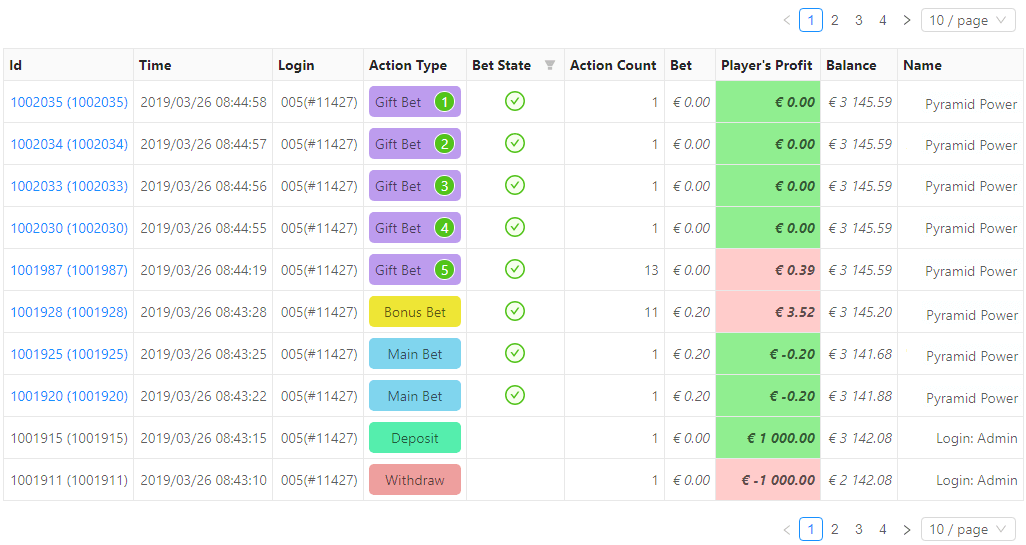 1 2 3 4 10 / page
Id Time Login Action Type Bet State Action Count Bet Player's Profit Balance Name
1002035 (1002035) 2019/03/26 08:44:58 005(#11427) Gift Bet 1 1 € 0.00 € 0.00 € 3 145.59 Pyramid Power
1002034 (1002034) 2019/03/26 08:44:57 005(#11427) Gift Bet 2 1 € 0.00 € 0.00 € 3 145.59 Pyramid Power
1002033 (1002033) 2019/03/26 08:44:56 005(#11427) Gift Bet 3 1 € 0.00 € 0.00 € 3 145.59 Pyramid Power
1002030 (1002030) 2019/03/26 08:44:55 005(#11427) Gift Bet 4 1 € 0.00 € 0.00 € 3 145.59 Pyramid Power
1001987 (1001987) 2019/03/26 08:44:19 005(#11427) Gift Bet 5 13 € 0.00 € 0.39 € 3 145.59 Pyramid Power
1001928 (1001928) 2019/03/26 08:43:28 005(#11427) Bonus Bet 11 € 0.20 € 3.52 € 3 145.20 Pyramid Power
1001925 (1001925) 2019/03/26 08:43:25 005(#11427) Main Bet 1 € 0.20 € -0.20 € 3 141.68 Pyramid Power
1001920 (1001920) 2019/03/26 08:43:22 005(#11427) Main Bet 1 € 0.20 € -0.20 € 3 141.88 Pyramid Power
1001915 (1001915) 2019/03/26 08:43:15 005(#11427) Deposit 1 € 0.00 € 1 000.00 € 3 142.08 Login: Admin
1001911 (1001911) 2019/03/26 08:43:10 005(#11427) Withdraw 1 € 0.00 € -1 000.00 € 2 142.08 Login: Admin
1 2 3 4 10 / page